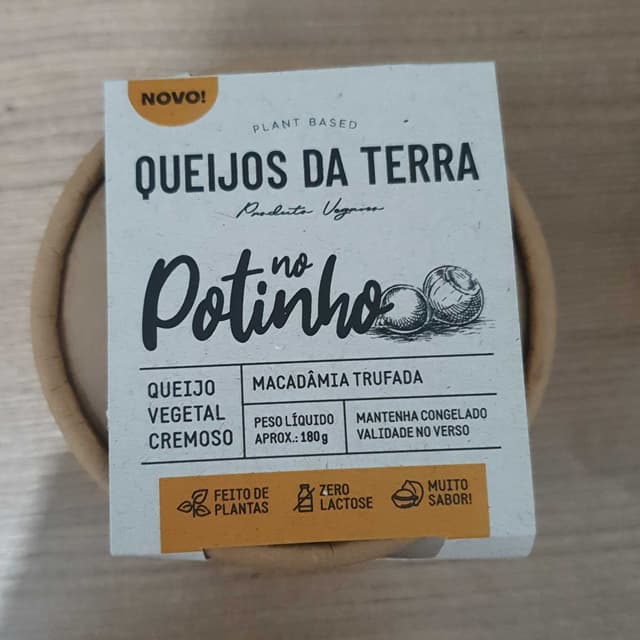 NOVO!
PLANT BASED
QUEIJOS DA TERRA
Produto Vegano
no
Potinho
QUEIJO
VEGETAL
CREMOSO
MACADÂMIA TRUFADA
PESO LÍQUIDO
APROX.: 180g
MANTENHA CONGELADO
VALIDADE NO VERSO
FEITO DE
PLANTAS
ZERO
LACTOSE
MUITO
SABOR!